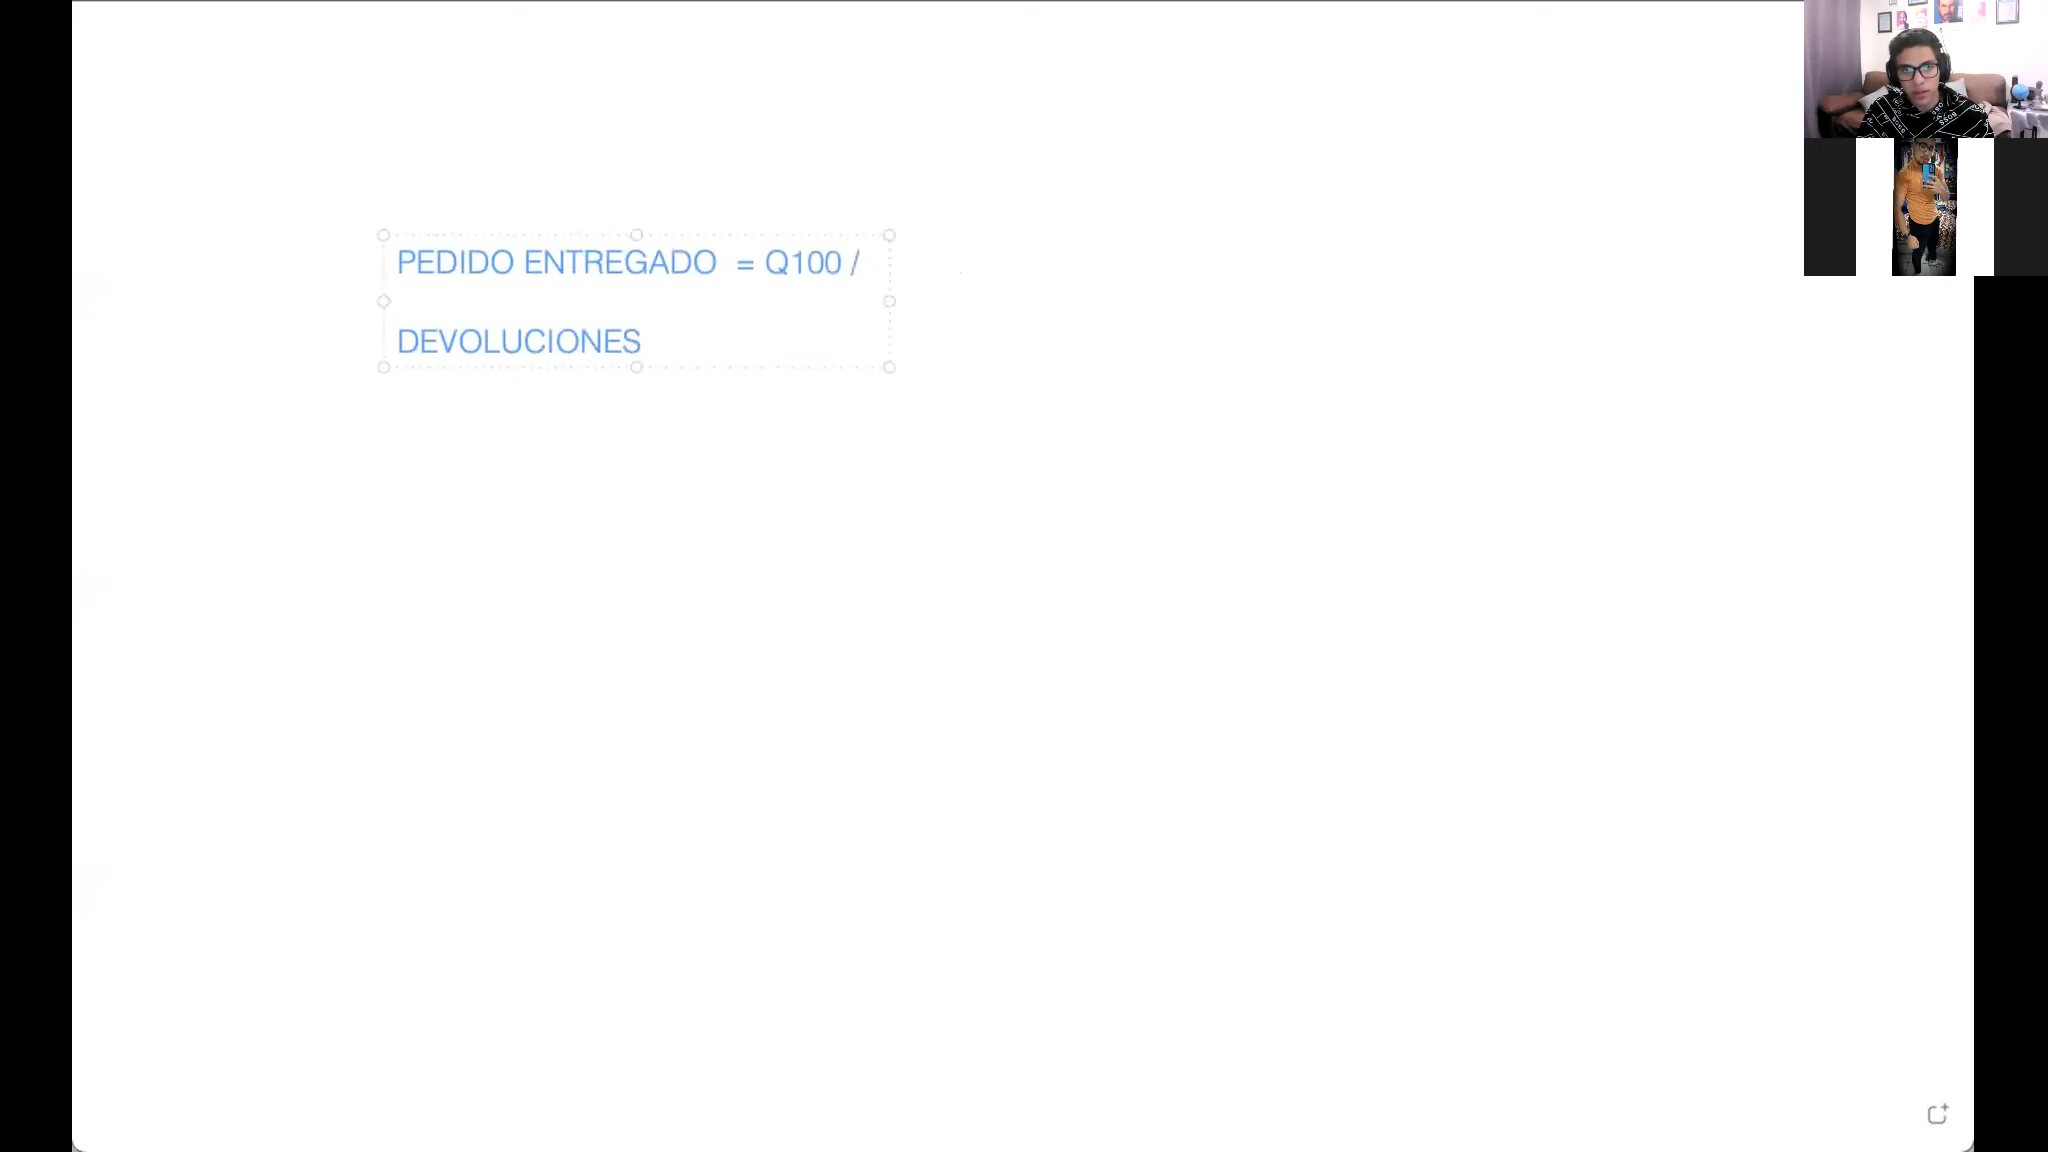 PEDIDO ENTREGADO = Q100 /
DEVOLUCIONES